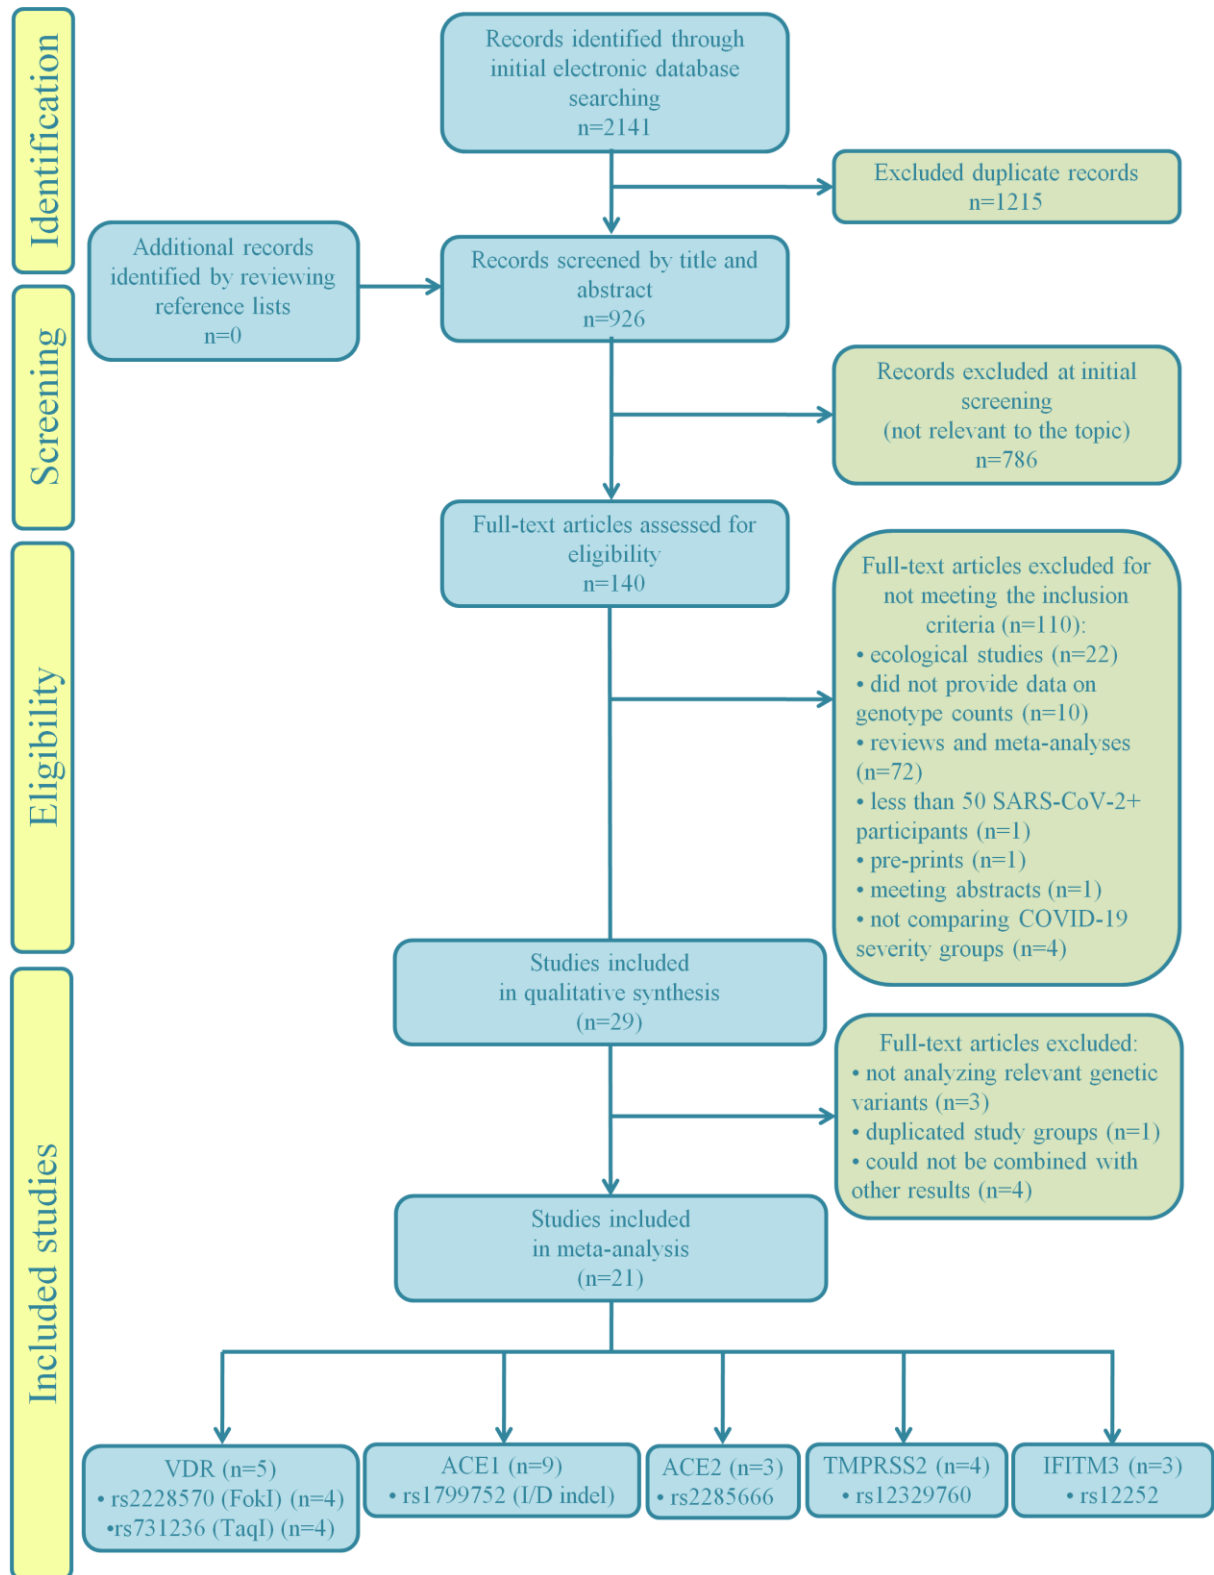 Identification
Records identified through
initial electronic database
searching
n=2141
Excluded duplicate records
n=1215
Additional records
identified by reviewing
reference lists
n=0
Records screened by title and
abstract
n=926
Screening
Records excluded at initial
screening
(not relevant to the topic)
n=786
Full-text articles assessed for
eligibility
n=140
Eligibility
Full-text articles excluded for
not meeting the inclusion
criteria (n=110):
• ecological studies (n=22)
• did not provide data on
genotype counts (n=10)
• reviews and meta-analyses
(n=72)
• less than 50 SARS-CoV-2+
participants (n=1)
• pre-prints (n=1)
• meeting abstracts (n=1)
• not comparing COVID-19
severity groups (n=4)
Studies included
in qualitative synthesis
(n=29)
Included studies
Full-text articles excluded:
• not analyzing relevant genetic
variants (n=3)
• duplicated study groups (n=1)
• could not be combined with
other results (n=4)
Studies included
in meta-analysis
(n=21)
VDR (n=5)
• rs2228570 (FokI) (n=4)
•rs731236 (TaqI) (n=4)
ACE1 (n=9)
• rs1799752 (I/D indel)
ACE2 (n=3)
• rs2285666
TMPRSS2 (n=4)
• rs12329760
IFITM3 (n=3)
• rs12252